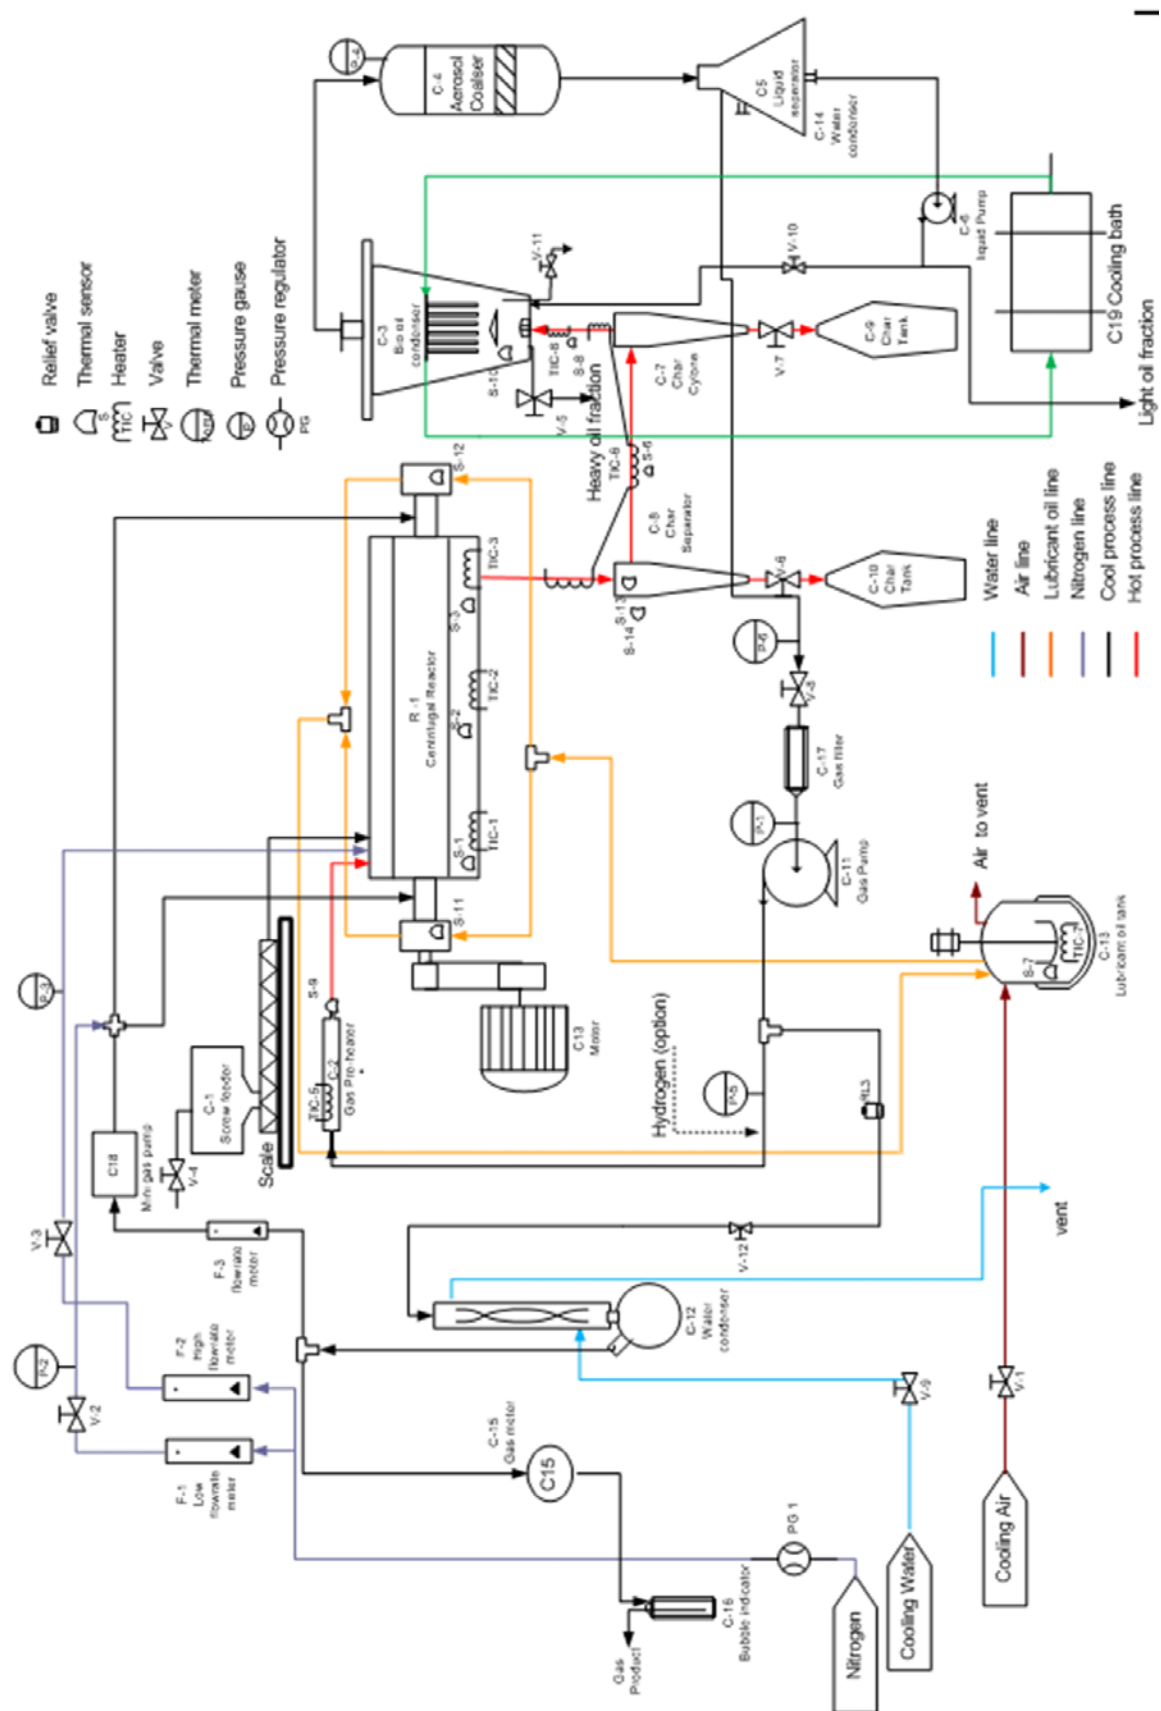 Relief valve
Thermal sensor
S
Heater
TIC
Valve
V
Thermal meter
Pressure gauge
P
Pressure regulator
PG
P-4
C-4
Aerosol
Coalser
C5
Liquid
separator
C-14
Water
condenser
C-6
liquid Pump
C19 Cooling bath
Light oil fraction
C-3
Bio oil
condenser
S-10
V-11
V-10
V-5
TIC-8
S-8
Heavy oil fraction
C-7
Char
Cylone
V-7
C-9
Char
Tank
TIC-6
S-6
C-8
Char
Separator
S-13
S-14
V-6
C-10
Char
Tank
S-12
R -1
Centrifugal Reactor
TIC-3
S-3
TIC-2
S-2
TIC-1
S-1
S-11
C13
Motor
P-6
V-8
C-17
Gas filter
P-1
C-11
Gas Pump
Air to vent
S-7
TIC-7
C-13
Lubricant oil tank
Water line
Air line
Lubricant oil line
Nitrogen line
Cool process line
Hot process line
P-3
C18
Mini gas pump
C-1
Screw feeder
V-4
Scale
S-9
TIC-5
C-2
Gas Pre-heater
Hydrogen (option)
P-5
RL3
V-12
vent
V-3
F-3
flowrate
meter
P-2
V-2
F-2
High
flowrate
meter
F-1
Low
flowrate
meter
C-12
Water
condenser
C-15
Gas meter
C15
V-9
V-1
PG 1
C-16
Bubble indicator
Gas
Product
Nitrogen
Cooling Water
Cooling Air